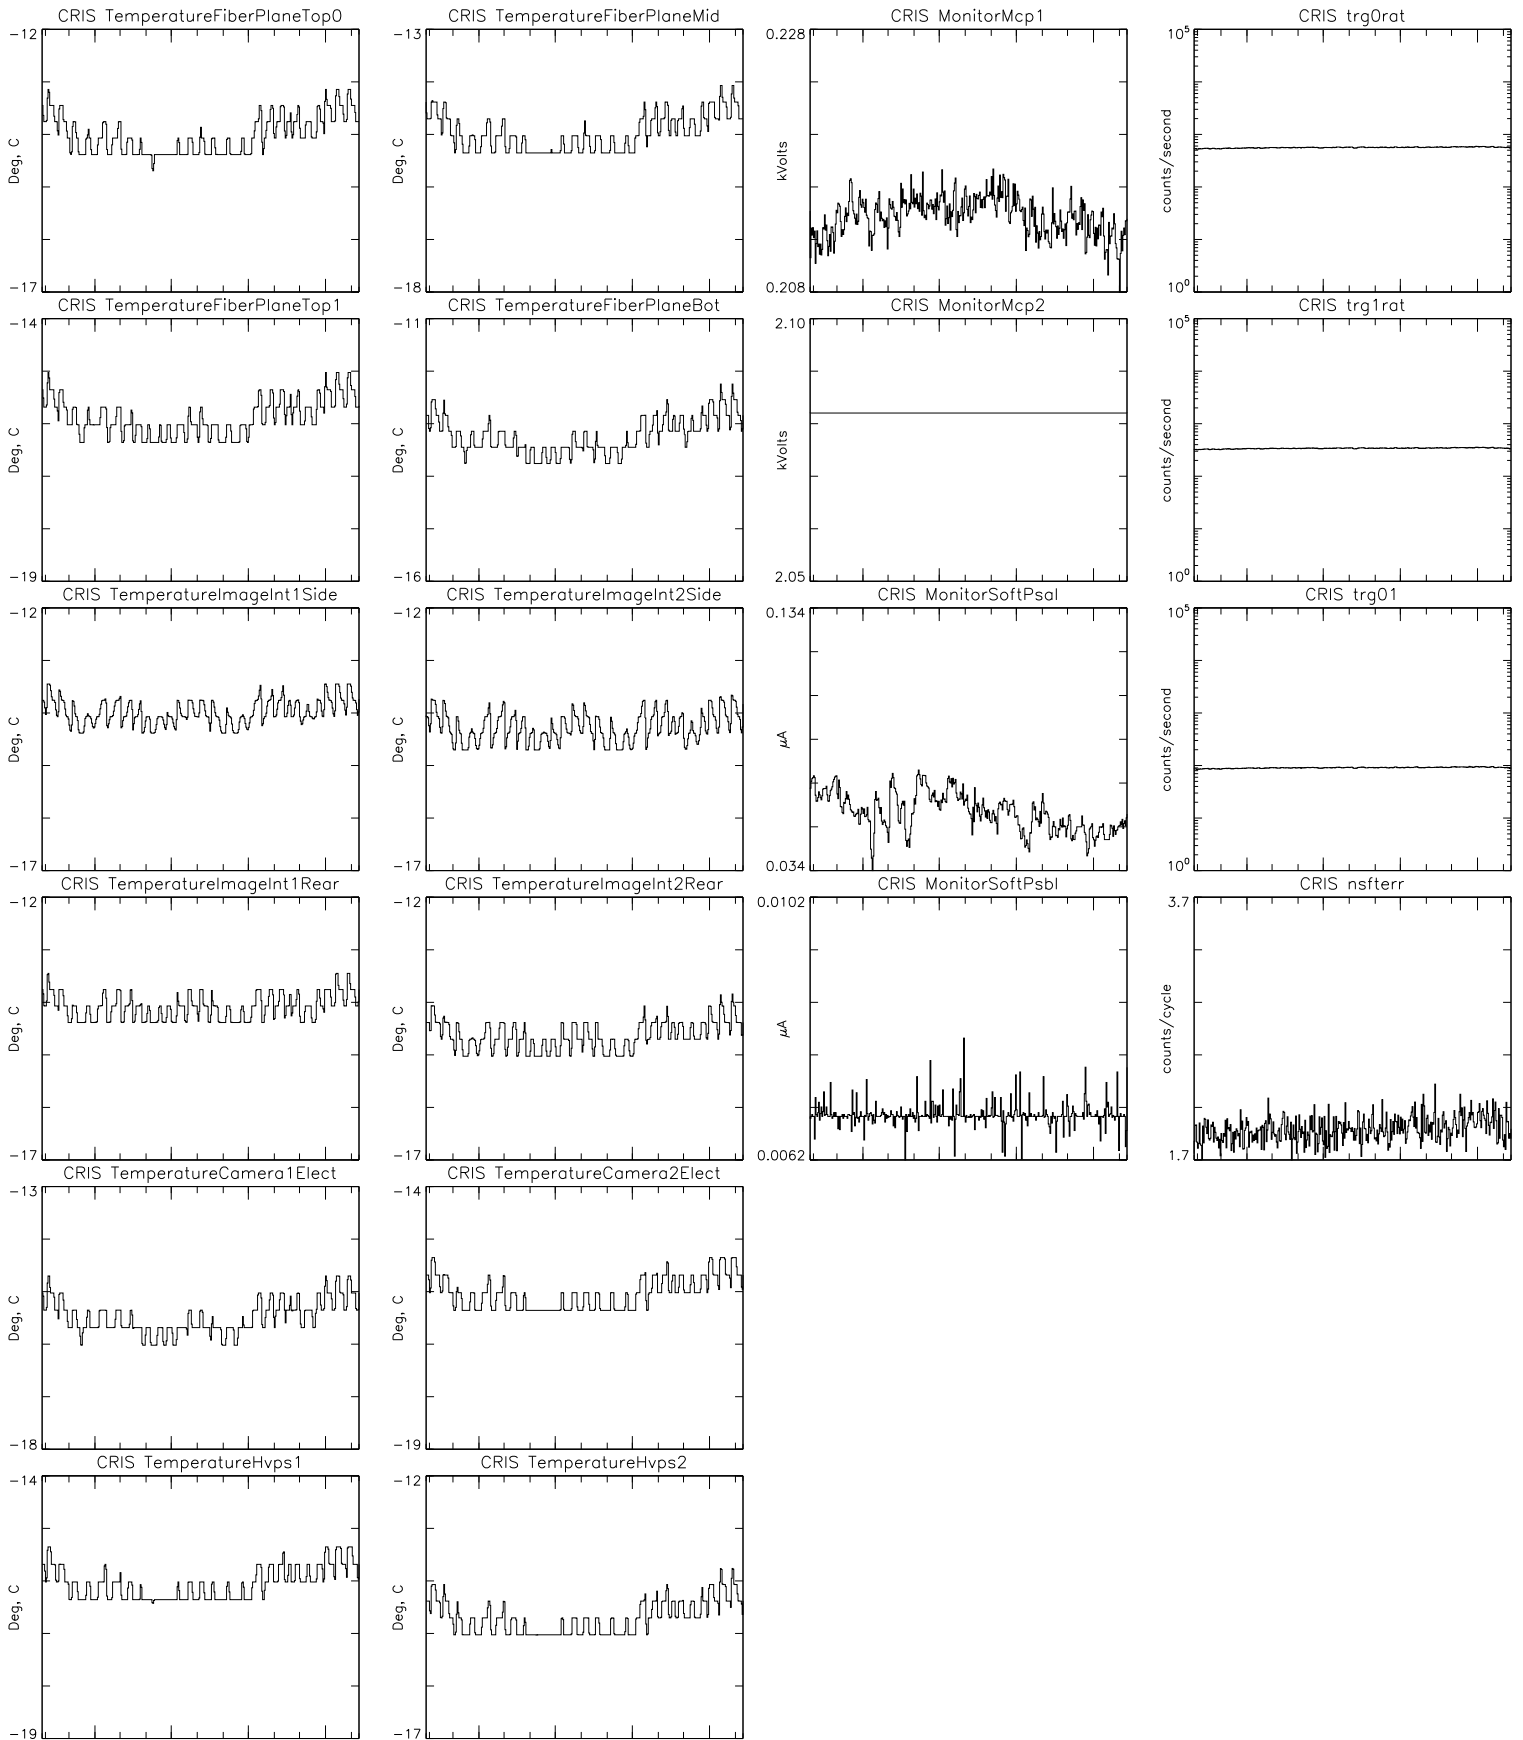 CRIS TemperatureFiberPlaneTop0
-12
Deg, C
-17
CRIS TemperatureFiberPlaneMid
-13
Deg, C
-18
CRIS MonitorMcp1
0.228
kVolts
0.208
CRIS trg0rat
10^5
counts/second
10^0
CRIS TemperatureFiberPlaneTop1
-14
Deg, C
-19
CRIS TemperatureFiberPlaneBot
-11
Deg, C
-16
CRIS MonitorMcp2
2.10
kVolts
2.05
CRIS trg1rat
10^5
counts/second
10^0
CRIS TemperatureImageInt1Side
-12
Deg, C
-17
CRIS TemperatureImageInt2Side
-12
Deg, C
-17
CRIS MonitorSoftPsaI
0.134
μA
0.034
CRIS trg01
10^5
counts/second
10^0
CRIS TemperatureImageInt1Rear
-12
Deg, C
-17
CRIS TemperatureImageInt2Rear
-12
Deg, C
-17
CRIS MonitorSoftPsbI
0.0102
μA
0.0062
CRIS nsfterr
3.7
counts/cycle
1.7
CRIS TemperatureCamera1Elect
-13
Deg, C
-18
CRIS TemperatureCamera2Elect
-14
Deg, C
-19
CRIS TemperatureHvps1
-14
Deg, C
-19
CRIS TemperatureHvps2
-12
Deg, C
-17